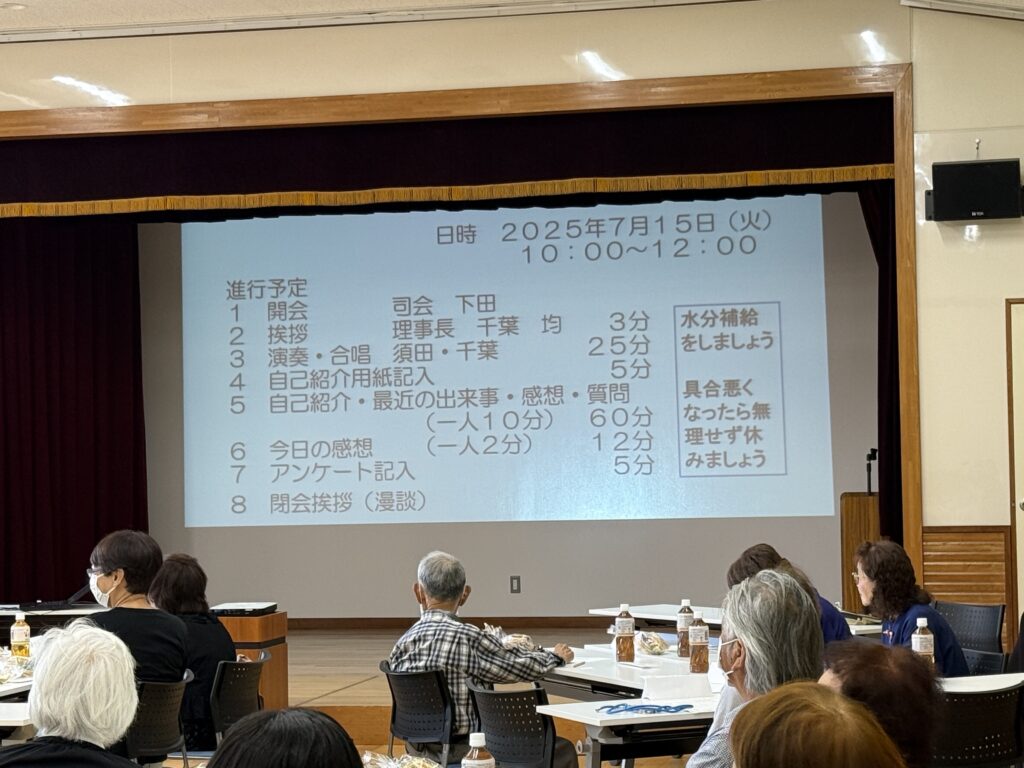 日時　２０２５年７月１５日（火）
１０：００～１２：００
進行予定
１　開会　司会　下田
２　挨拶　理事長　千葉　均　３分
３　演奏・合唱　須田・千葉　２５分
４　自己紹介用紙記入　５分
５　自己紹介・最近の出来事・感想・質問
（一人１０分）　６０分
６　今日の感想　（一人２分）　１２分
７　アンケート記入　５分
８　閉会挨拶（漫談）
水分補給
をしましょう
具合悪く
なったら無
理せず休
みましょう